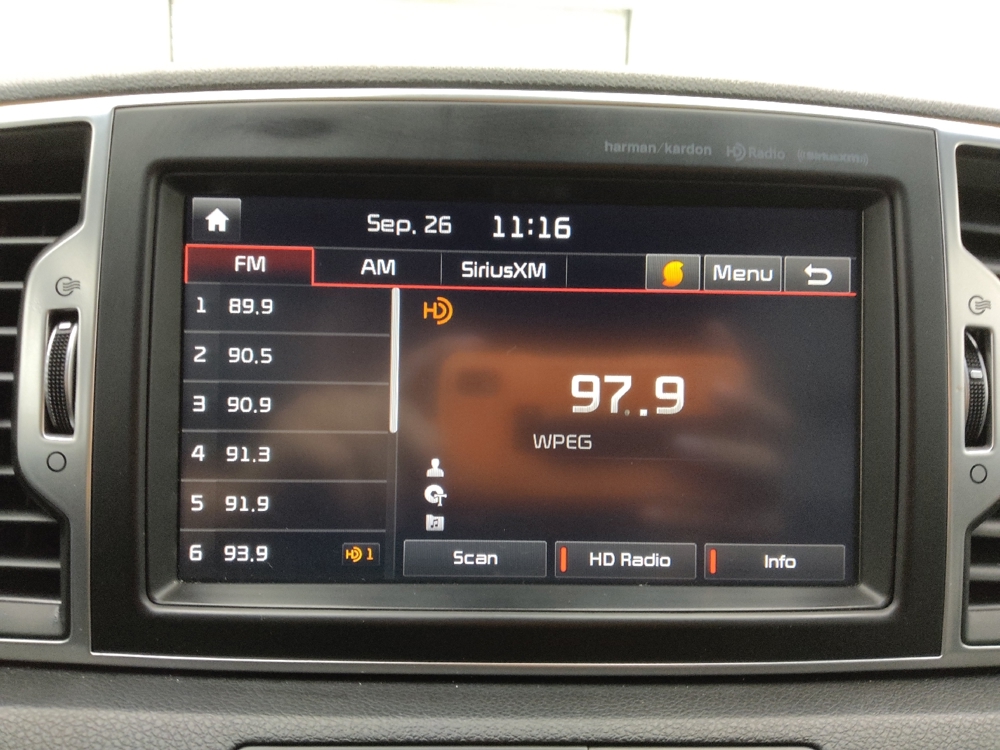 harman/kardon HD Radio ((SiriusXM))
Sep. 26 11:16
FM AM SiriusXM Menu
1 89.9
2 90.5
3 90.9
4 91.3
5 91.9
6 93.9 HD 1
HD
97.9
WPEG
Scan HD Radio Info